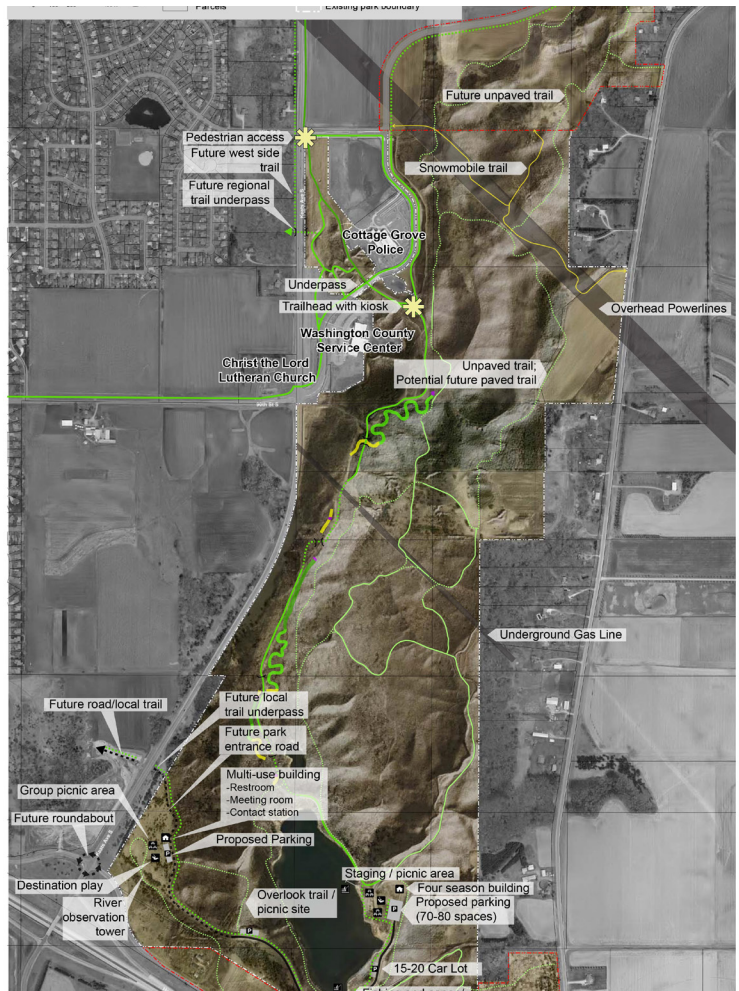 Parcels
Existing park boundary
Future unpaved trail
Pedestrian access
Future west side
trail
Snowmobile trail
Future regional
trail underpass
Cottage Grove
Police
Underpass
Trailhead with kiosk
Overhead Powerlines
Washington County
Service Center
Christ the Lord
Lutheran Church
Unpaved trail;
Potential future paved trail
Underground Gas Line
Future local
trail underpass
Future road/local trail
Future park
entrance road
Multi-use building
-Restroom
-Meeting room
-Contact station
Group picnic area
Future roundabout
Proposed Parking
P
Destination play
River
observation
tower
Overlook trail /
picnic site
P
Staging / picnic area
Four season building
Proposed parking
(70-80 spaces)
P
15-20 Car Lot
P